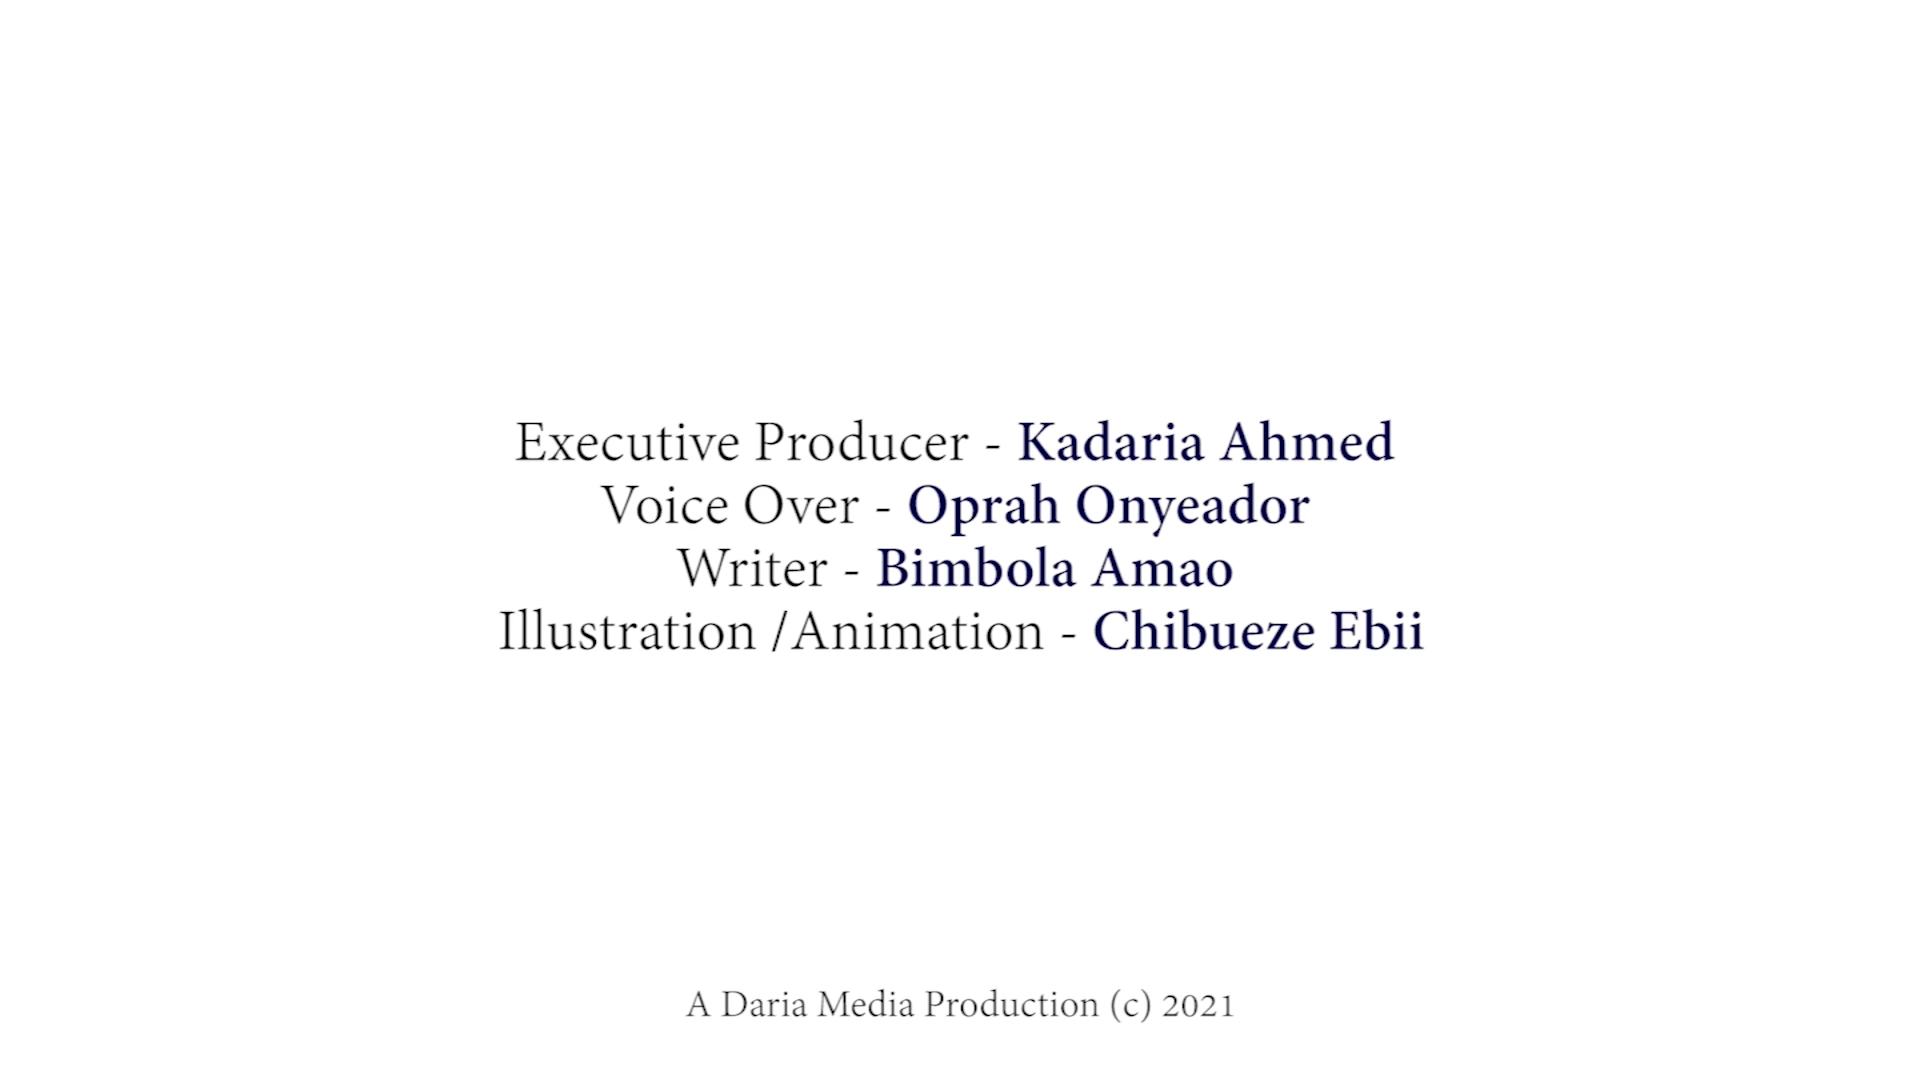 Executive Producer - Kadaria Ahmed
Voice Over - Oprah Onyeador
Writer - Bimbola Amao
Illustration /Animation - Chibueze Ebii
A Daria Media Production (c) 2021